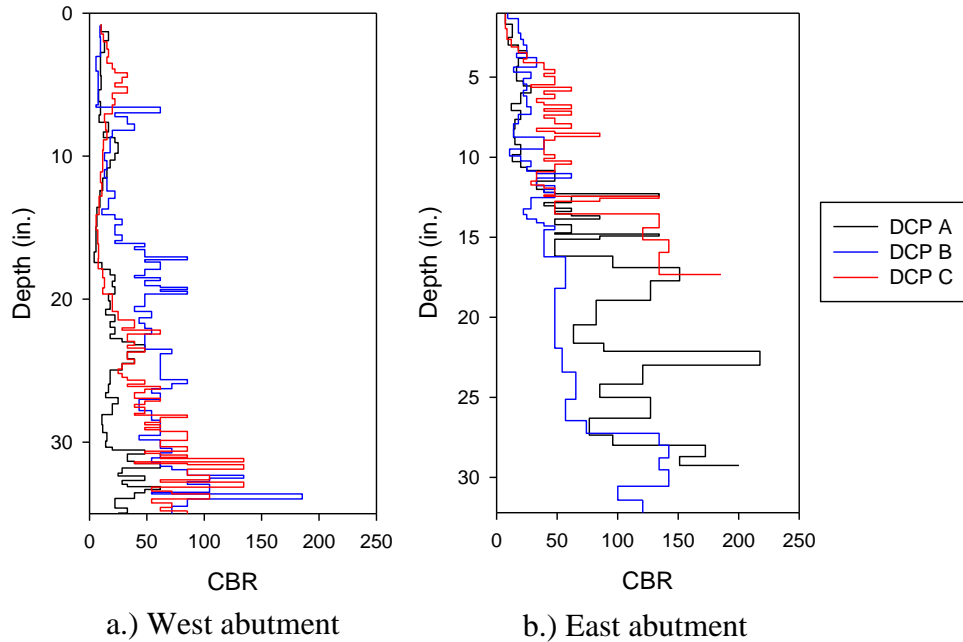 0
10
20
30
Depth (in.)
0 50 100 150 200 250
CBR
a.) West abutment
5
10
15
20
25
30
Depth (in.)
0 50 100 150 200 250
CBR
b.) East abutment
DCP A
DCP B
DCP C